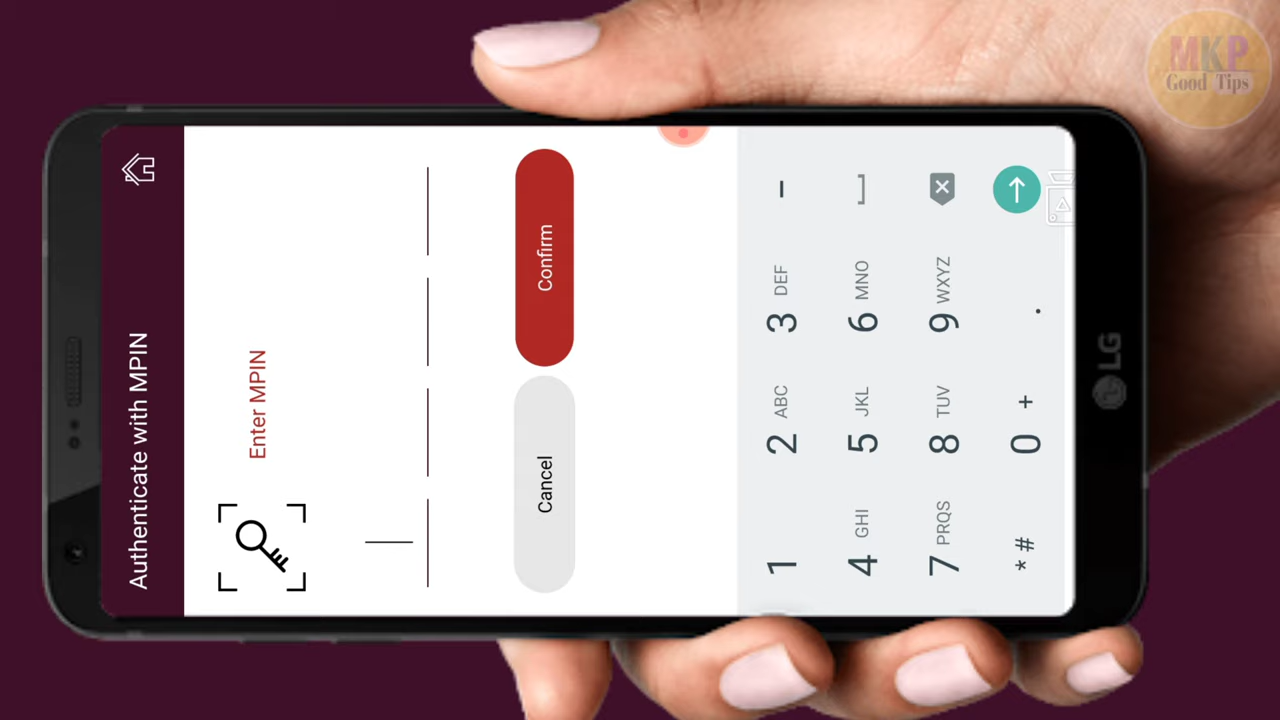 MKP
Good Tips
Authenticate with MPIN
Enter MPIN
Cancel
Confirm
1
2 ABC
3 DEF
-
4 GHI
5 JKL
6 MNO
7 PRQS
8 TUV
9 WXYZ
* #
0 +
.
LG